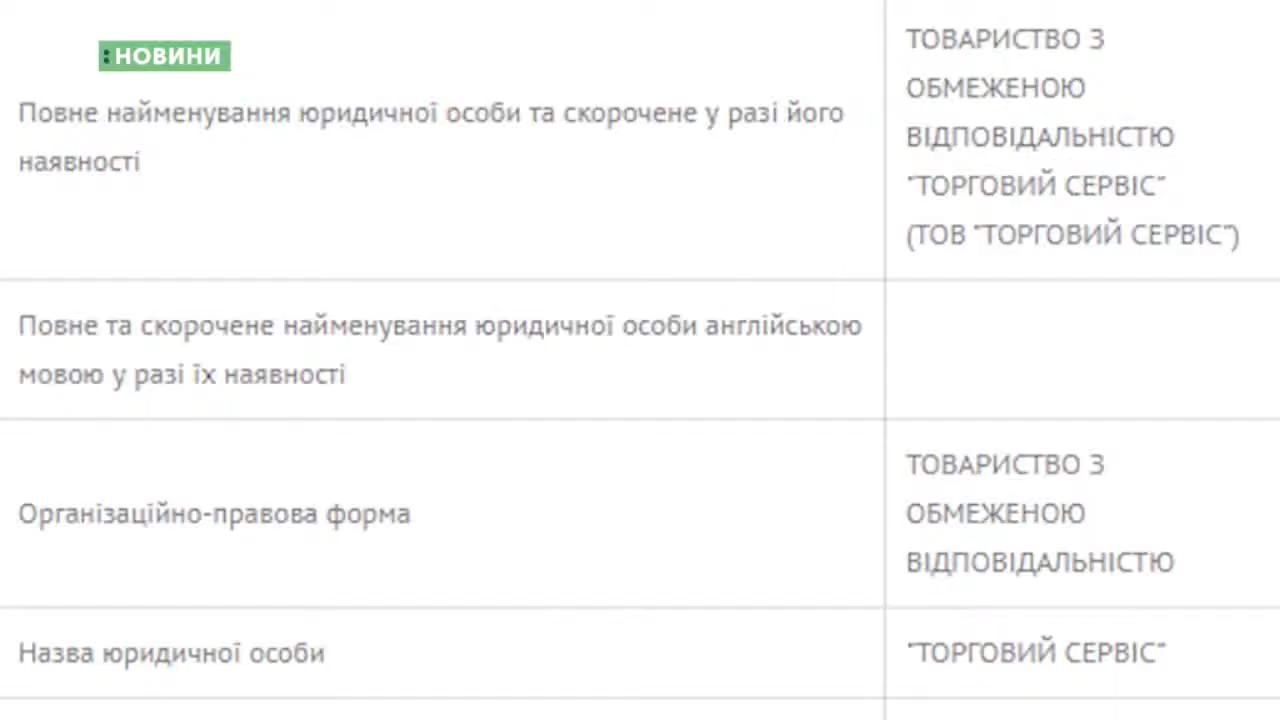 :НОВИНИ
Повне найменування юридичної особи та скорочене у разі його
наявності
ТОВАРИСТВО З
ОБМЕЖЕНОЮ
ВІДПОВІДАЛЬНІСТЮ
"ТОРГОВИЙ СЕРВІС"
(ТОВ "ТОРГОВИЙ СЕРВІС")
Повне та скорочене найменування юридичної особи англійською
мовою у разі їх наявності
Організаційно-правова форма
ТОВАРИСТВО З
ОБМЕЖЕНОЮ
ВІДПОВІДАЛЬНІСТЮ
Назва юридичної особи
"ТОРГОВИЙ СЕРВІС"